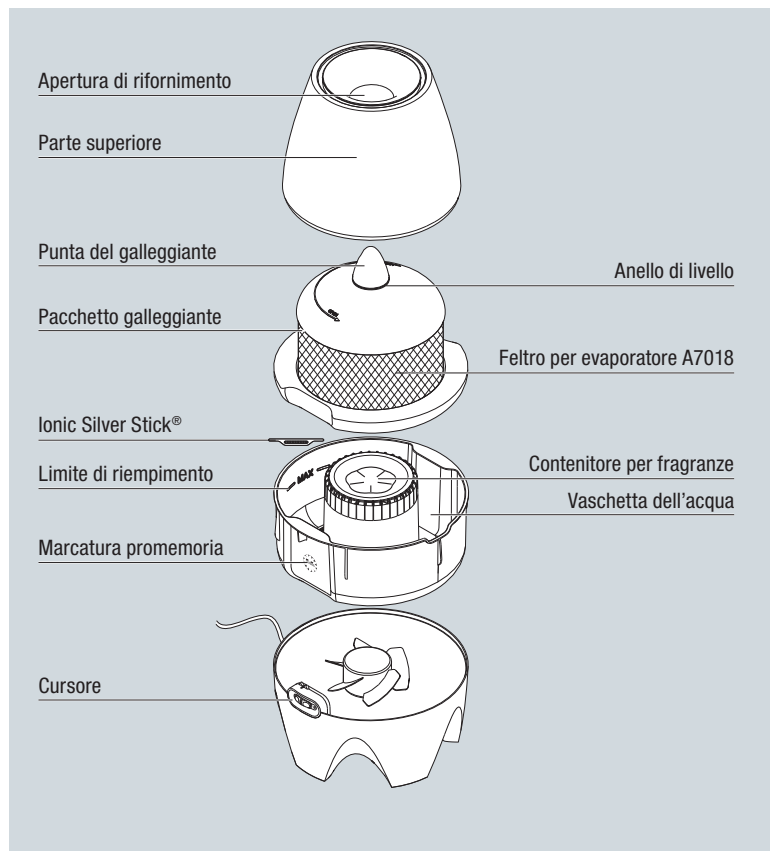 Apertura di rifornimento
Parte superiore
Punta del galleggiante
Anello di livello
Pacchetto galleggiante
Feltro per evaporatore A7018
Ionic Silver Stick®
Limite di riempimento
MAX
Contenitore per fragranze
Vaschetta dell'acqua
Marcatura promemoria
Cursore